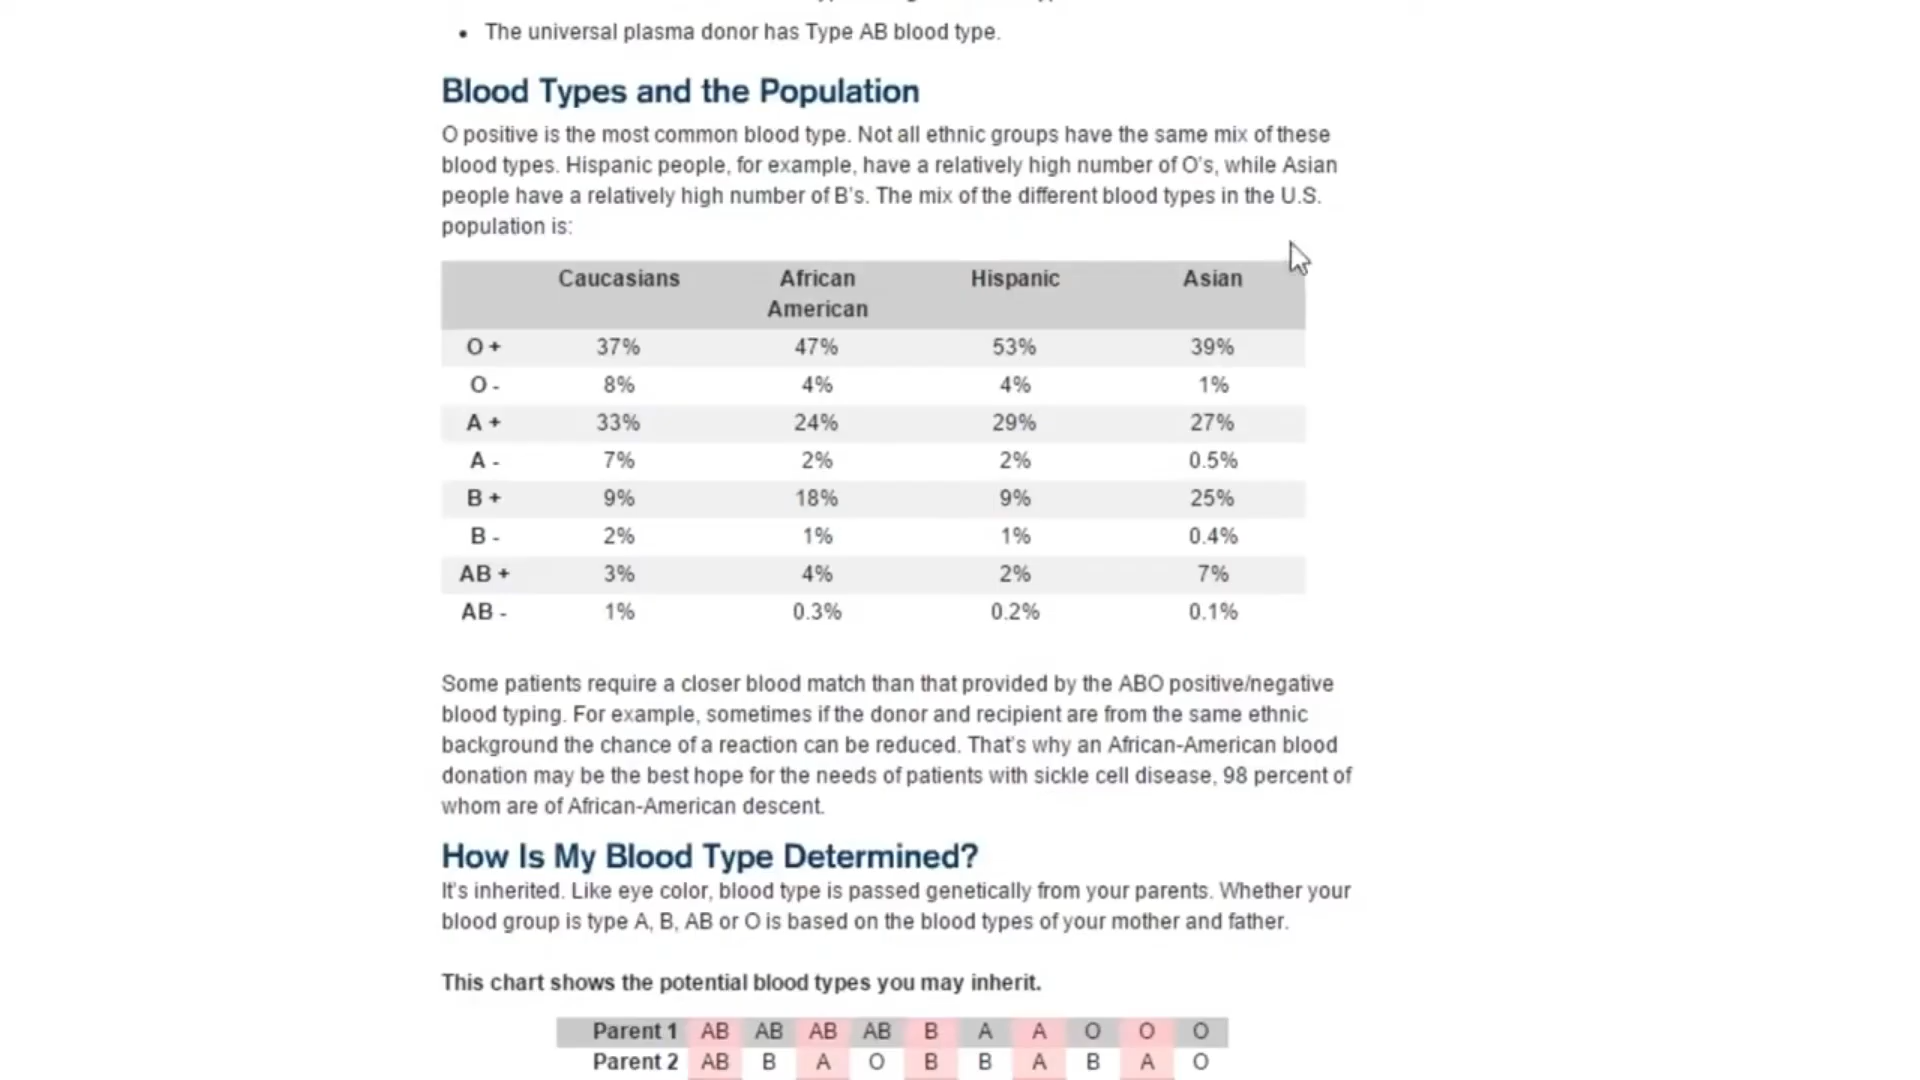 The universal plasma donor has Type AB blood type.
Blood Types and the Population
O positive is the most common blood type. Not all ethnic groups have the same mix of these
blood types. Hispanic people, for example, have a relatively high number of O's, while Asian
people have a relatively high number of B's. The mix of the different blood types in the U.S.
population is:
Caucasians African American Hispanic Asian
O + 37% 47% 53% 39%
O - 8% 4% 4% 1%
A + 33% 24% 29% 27%
A - 7% 2% 2% 0.5%
B + 9% 18% 9% 25%
B - 2% 1% 1% 0.4%
AB + 3% 4% 2% 7%
AB - 1% 0.3% 0.2% 0.1%
Some patients require a closer blood match than that provided by the ABO positive/negative
blood typing. For example, sometimes if the donor and recipient are from the same ethnic
background the chance of a reaction can be reduced. That's why an African-American blood
donation may be the best hope for the needs of patients with sickle cell disease, 98 percent of
whom are of African-American descent.
How Is My Blood Type Determined?
It's inherited. Like eye color, blood type is passed genetically from your parents. Whether your
blood group is type A, B, AB or O is based on the blood types of your mother and father.
This chart shows the potential blood types you may inherit.
Parent 1 AB AB AB AB B A A O O O
Parent 2 AB B A O B B A B A O